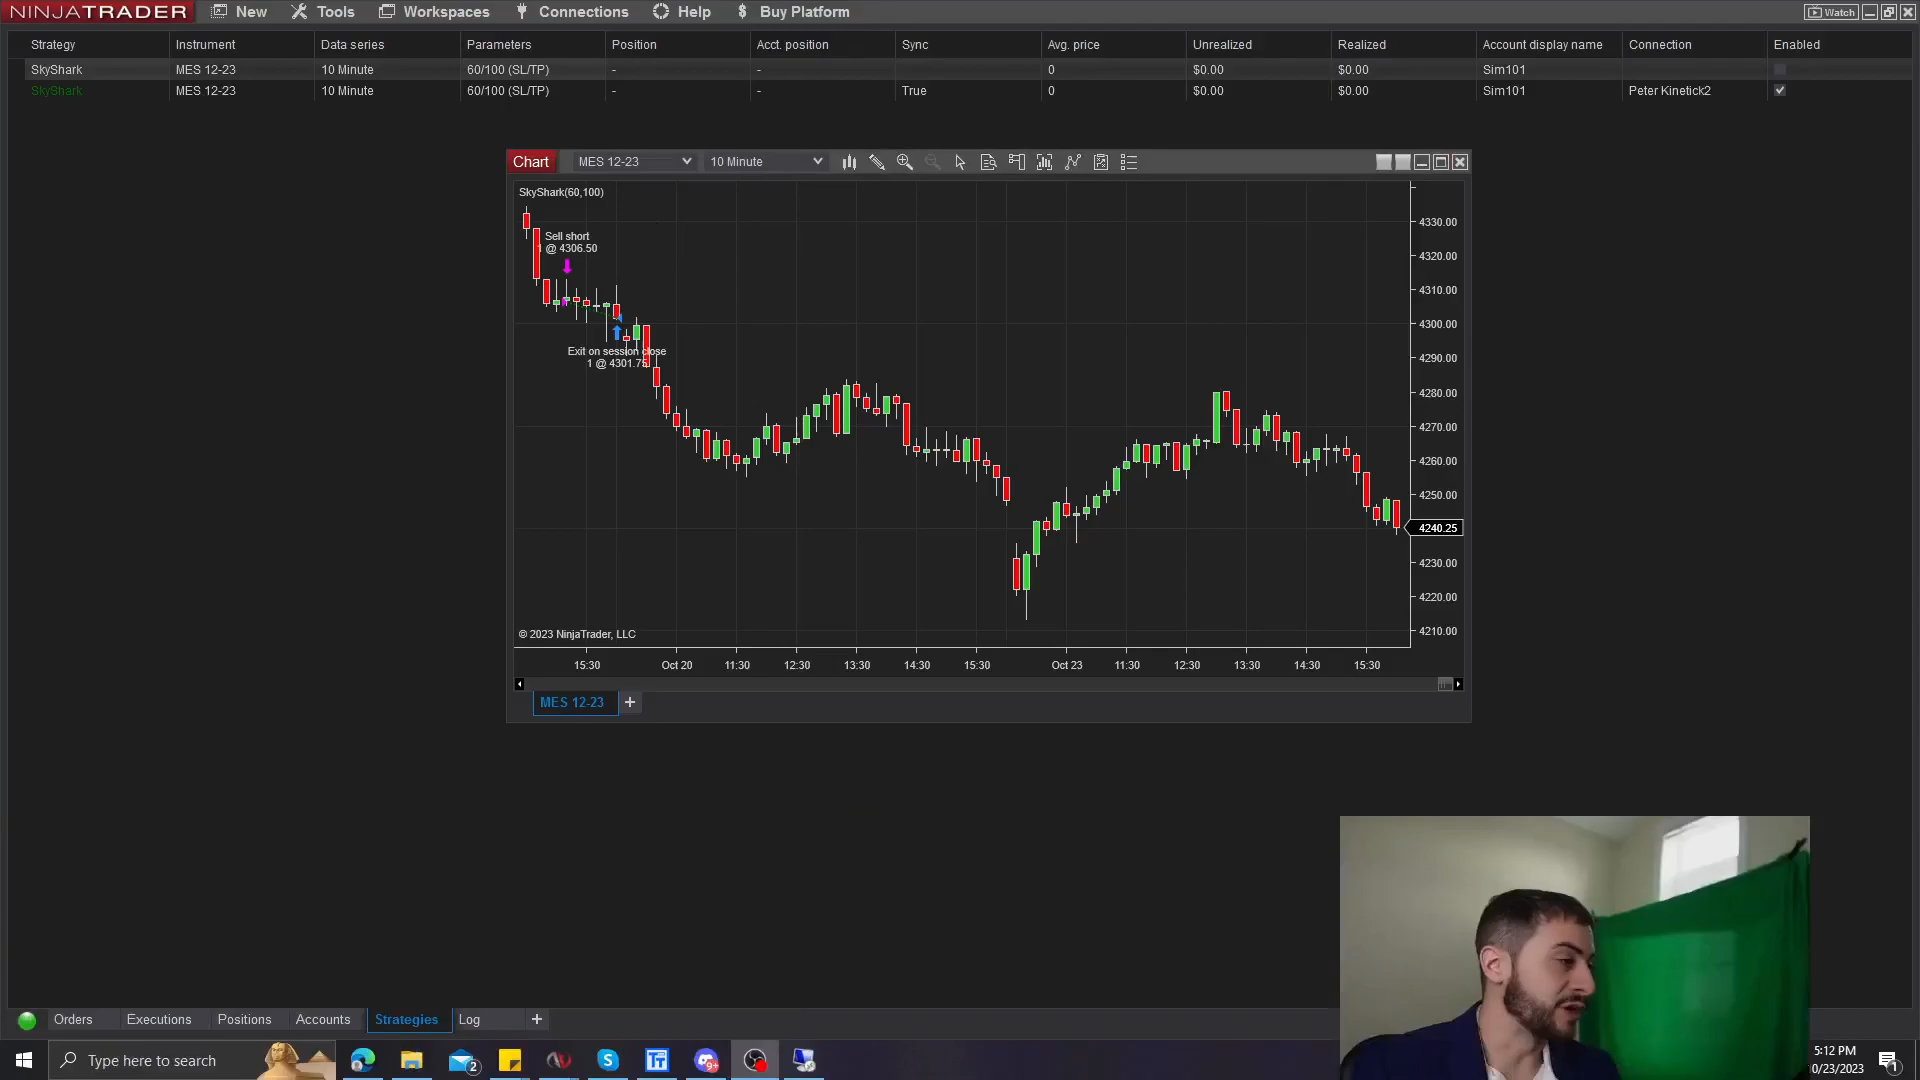 NINJATRADER New Tools Workspaces Connections Help $ Buy Platform Watch
Strategy Instrument Data series Parameters Position Acct. position Sync Avg. price Unrealized Realized Account display name Connection Enabled
SkyShark MES 12-23 10 Minute 60/100 (SL/TP) - - 0 $0.00 $0.00 Sim101
SkyShark MES 12-23 10 Minute 60/100 (SL/TP) - - True 0 $0.00 $0.00 Sim101 Peter Kinetick2
Chart MES 12-23 10 Minute
SkyShark(60,100)
Sell short
1 @ 4306.50
Exit on session close
1 @ 4301.75
4330.00
4320.00
4310.00
4300.00
4290.00
4280.00
4270.00
4260.00
4250.00
4240.25
4230.00
4220.00
4210.00
© 2023 NinjaTrader, LLC
15:30 Oct 20 11:30 12:30 13:30 14:30 15:30 Oct 23 11:30 12:30 13:30 14:30 15:30
MES 12-23 +
Orders Executions Positions Accounts Strategies Log +
Type here to search
2
9+
5:12 PM
0/23/2023
1